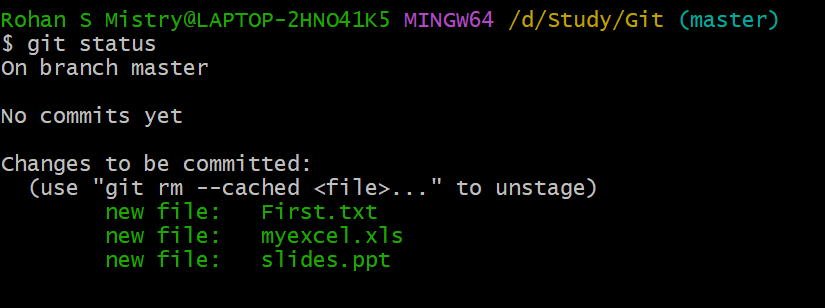 Rohan S Mistry@LAPTOP-2HNO41K5 MINGW64 /d/Study/Git (master)
$ git status
On branch master
No commits yet
Changes to be committed:
  (use "git rm --cached <file>..." to unstage)
        new file:   First.txt
        new file:   myexcel.xls
        new file:   slides.ppt